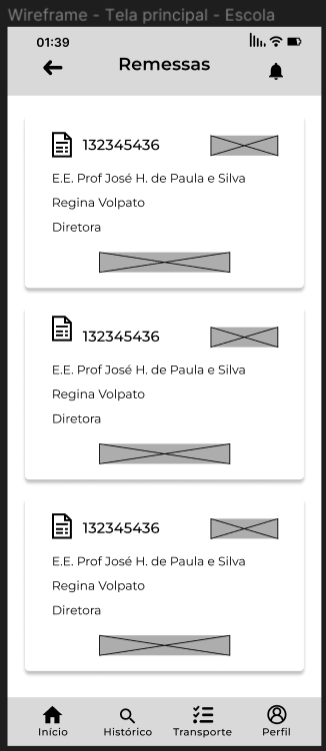 Wireframe - Tela principal - Escola
01:39
Remessas
132345436
E.E. Prof José H. de Paula e Silva
Regina Volpato
Diretora
132345436
E.E. Prof José H. de Paula e Silva
Regina Volpato
Diretora
132345436
E.E. Prof José H. de Paula e Silva
Regina Volpato
Diretora
Início Histórico Transporte Perfil